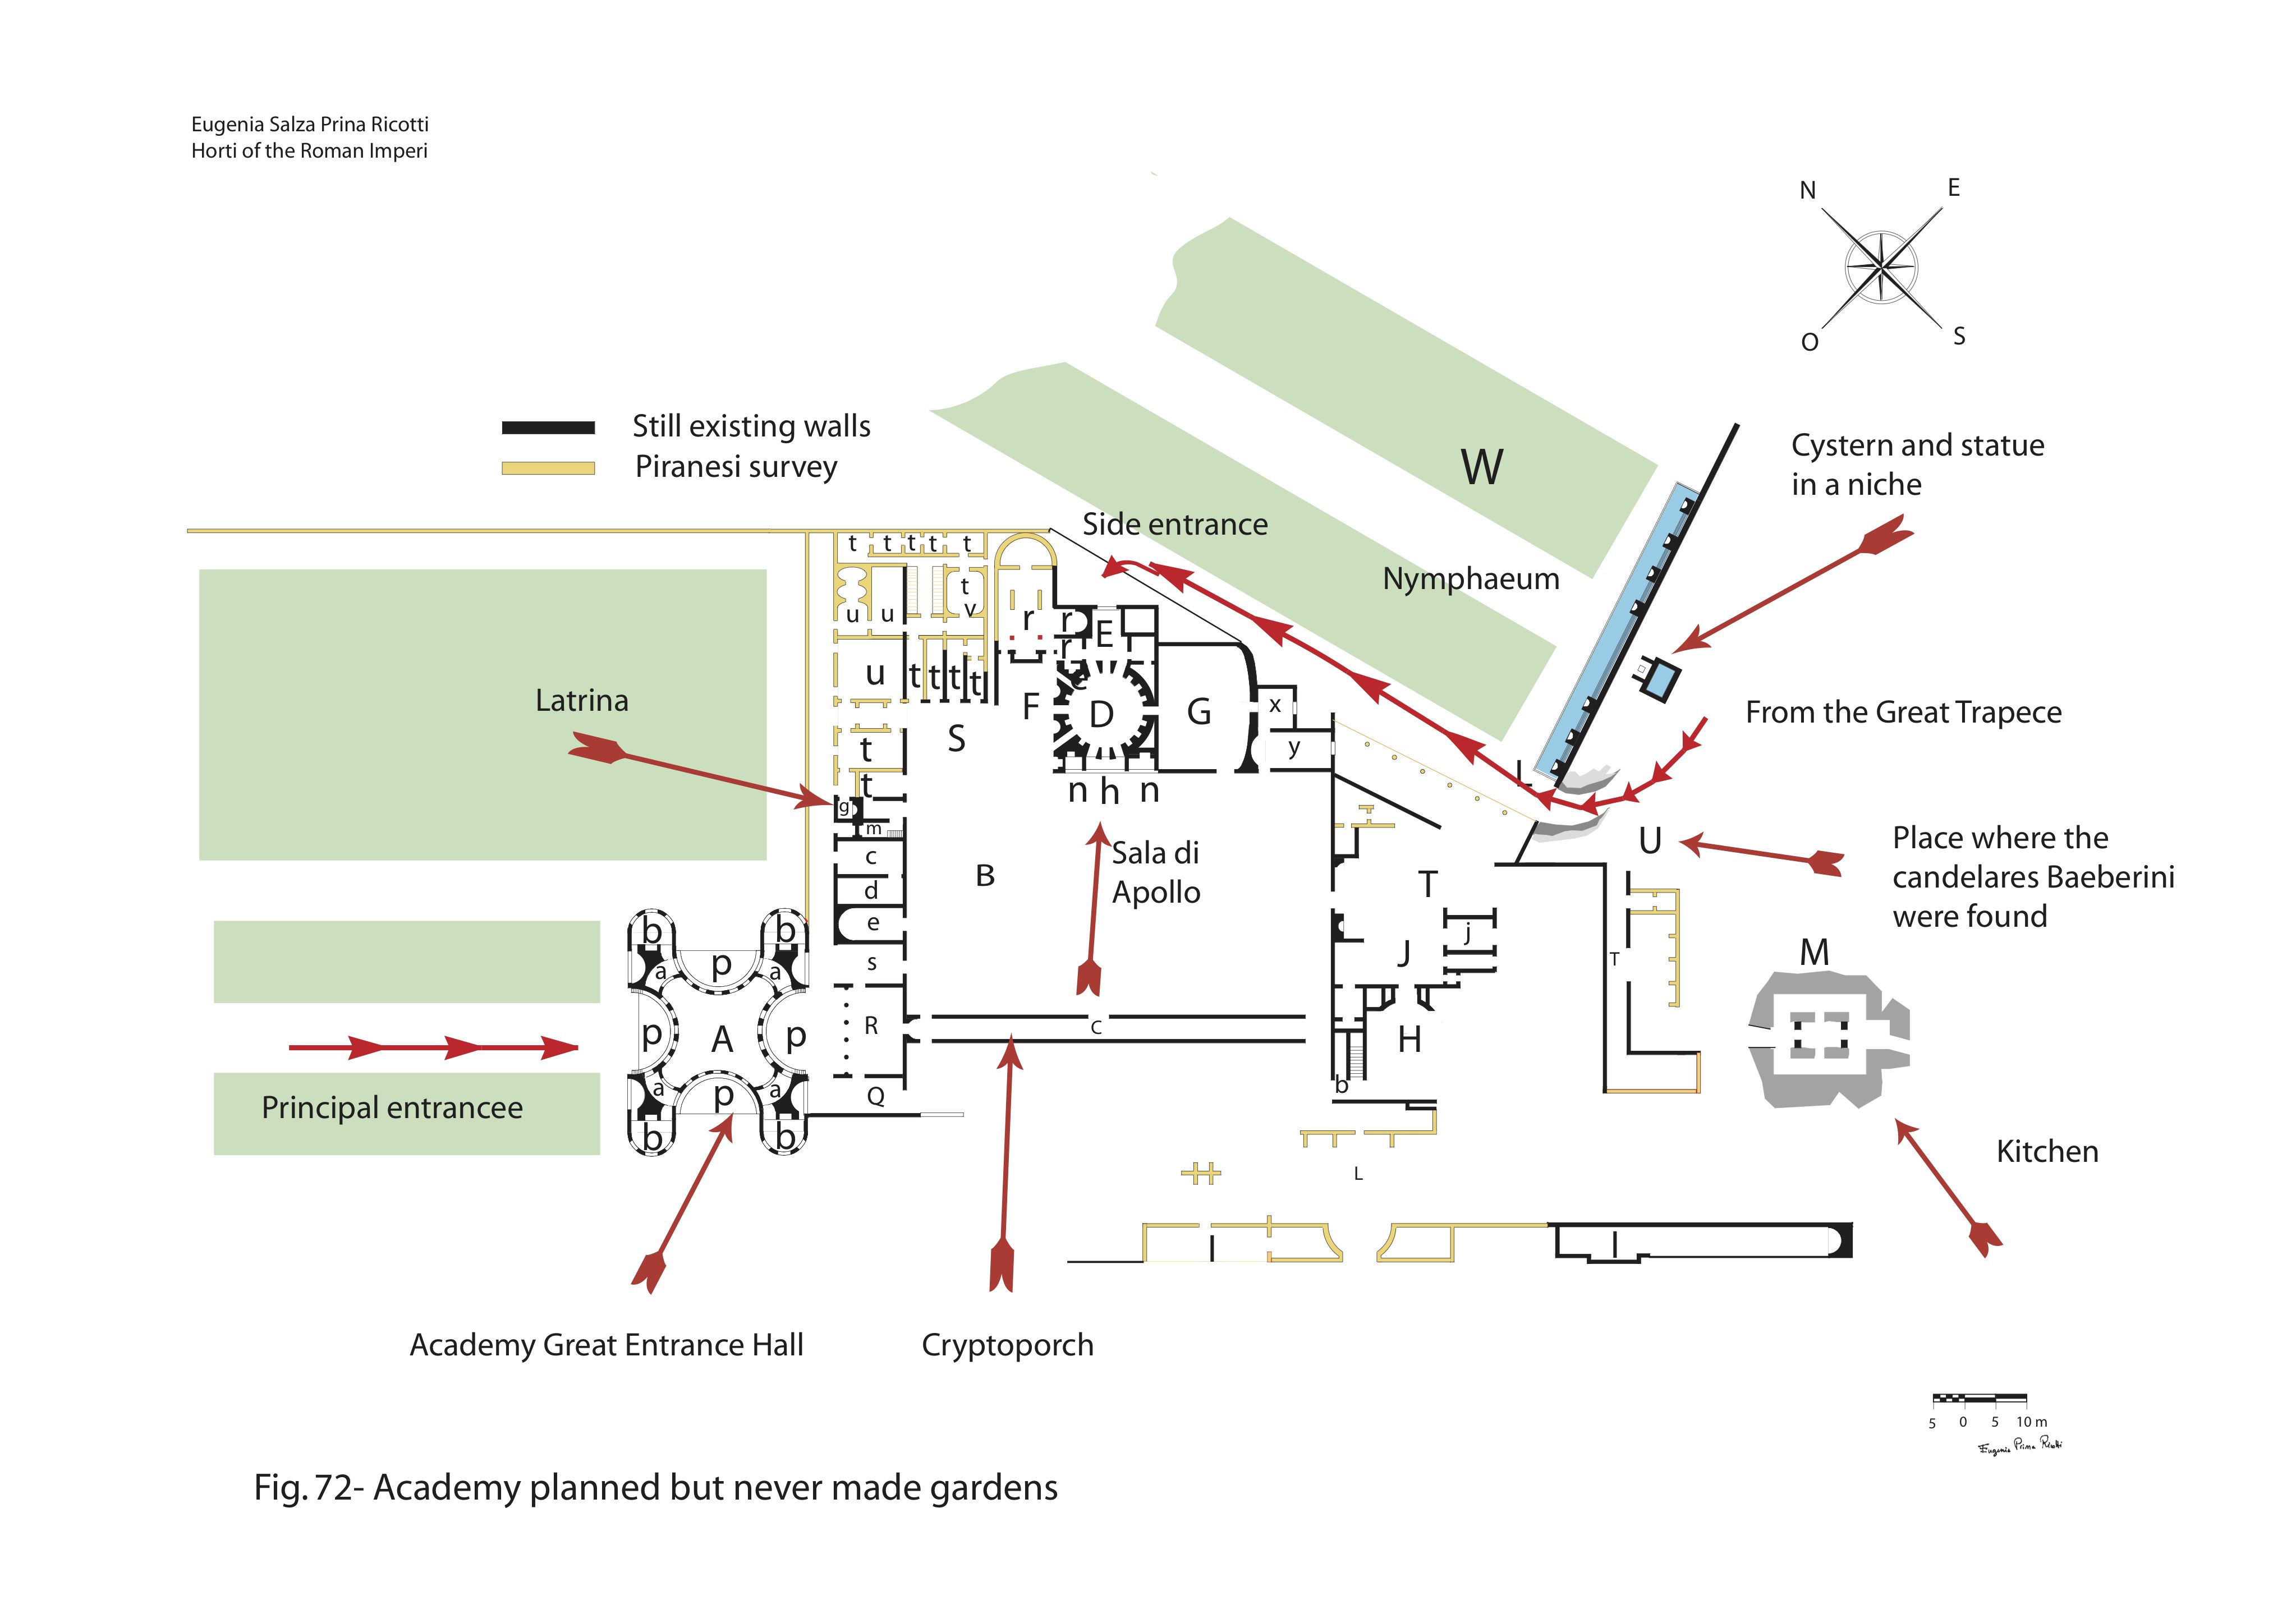 Eugenia Salza Prina Ricotti
Horti of the Roman Imperi
N E
O S
Still existing walls
Piranesi survey
W
Cystern and statue
in a niche
Side entrance
Nymphaeum
t t t t t
t
v
u u
r r
r
E
Latrina
u
t t t t
F
c
D
G
x
y
S
t
t
From the Great Trapece
L
n h n
g
m
c
d
e
s
B
Sala di
Apollo
U
Place where the
candelares Baeberini
were found
T
j
J
T
M
b b
a p a
p A p
a p a
b b
R
C
H
b
Q
Principal entrancee
Kitchen
L
Academy Great Entrance Hall
Cryptoporch
5 0 5 10 m
Eugenia Prina Ricotti
Fig. 72- Academy planned but never made gardens